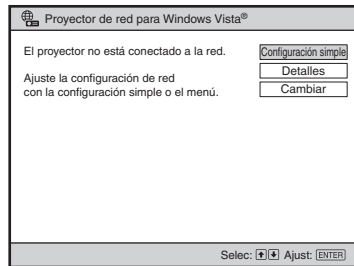 Proyector de red para Windows Vista®
El proyector no está conectado a la red.
Ajuste la configuración de red
con la configuración simple o el menú.
Configuración simple
Detalles
Cambiar
Selec: ↑ ↓ Ajust: ENTER